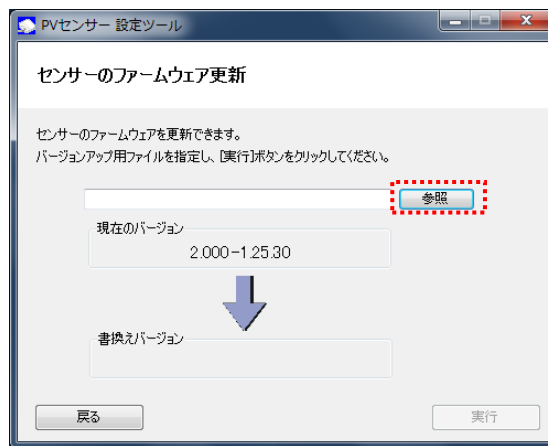 PVセンサー 設定ツール
センサーのファームウェア更新
センサーのファームウェアを更新できます。
バージョンアップ用ファイルを指定し、[実行]ボタンをクリックしてください。
参照
現在のバージョン
2.000-1.25.30
書換えバージョン
戻る
実行